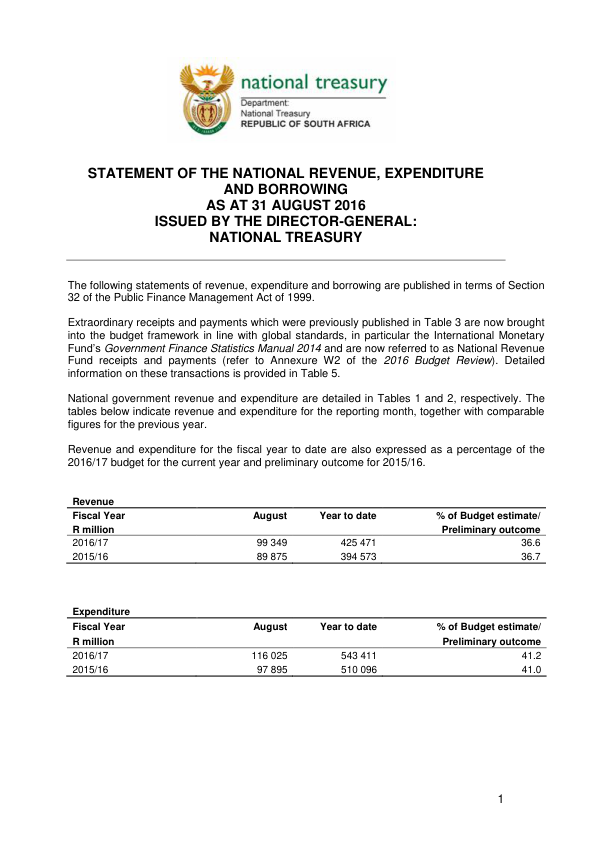 national treasury
Department:
National Treasury
REPUBLIC OF SOUTH AFRICA
STATEMENT OF THE NATIONAL REVENUE, EXPENDITURE
AND BORROWING
AS AT 31 AUGUST 2016
ISSUED BY THE DIRECTOR-GENERAL:
NATIONAL TREASURY
The following statements of revenue, expenditure and borrowing are published in terms of Section
32 of the Public Finance Management Act of 1999.
Extraordinary receipts and payments which were previously published in Table 3 are now brought
into the budget framework in line with global standards, in particular the International Monetary
Fund's Government Finance Statistics Manual 2014 and are now referred to as National Revenue
Fund receipts and payments (refer to Annexure W2 of the 2016 Budget Review). Detailed
information on these transactions is provided in Table 5.
National government revenue and expenditure are detailed in Tables 1 and 2, respectively. The
tables below indicate revenue and expenditure for the reporting month, together with comparable
figures for the previous year.
Revenue and expenditure for the fiscal year to date are also expressed as a percentage of the
2016/17 budget for the current year and preliminary outcome for 2015/16.
Revenue
Fiscal Year August Year to date % of Budget estimate/
R million Preliminary outcome
2016/17 99 349 425 471 36.6
2015/16 89 875 394 573 36.7
Expenditure
Fiscal Year August Year to date % of Budget estimate/
R million Preliminary outcome
2016/17 116 025 543 411 41.2
2015/16 97 895 510 096 41.0
1